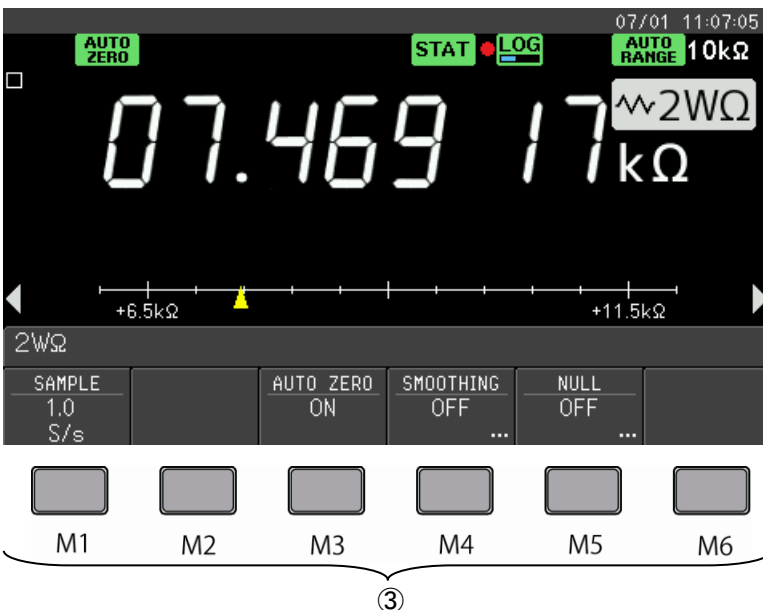 07/01 11:07:05
AUTO ZERO STAT LOG AUTO RANGE 10kΩ
2WΩ
07.469 17 kΩ
+6.5kΩ +11.5kΩ
2WΩ
SAMPLE AUTO ZERO SMOOTHING NULL
1.0 ON OFF OFF
S/s ... ...
M1 M2 M3 M4 M5 M6
③